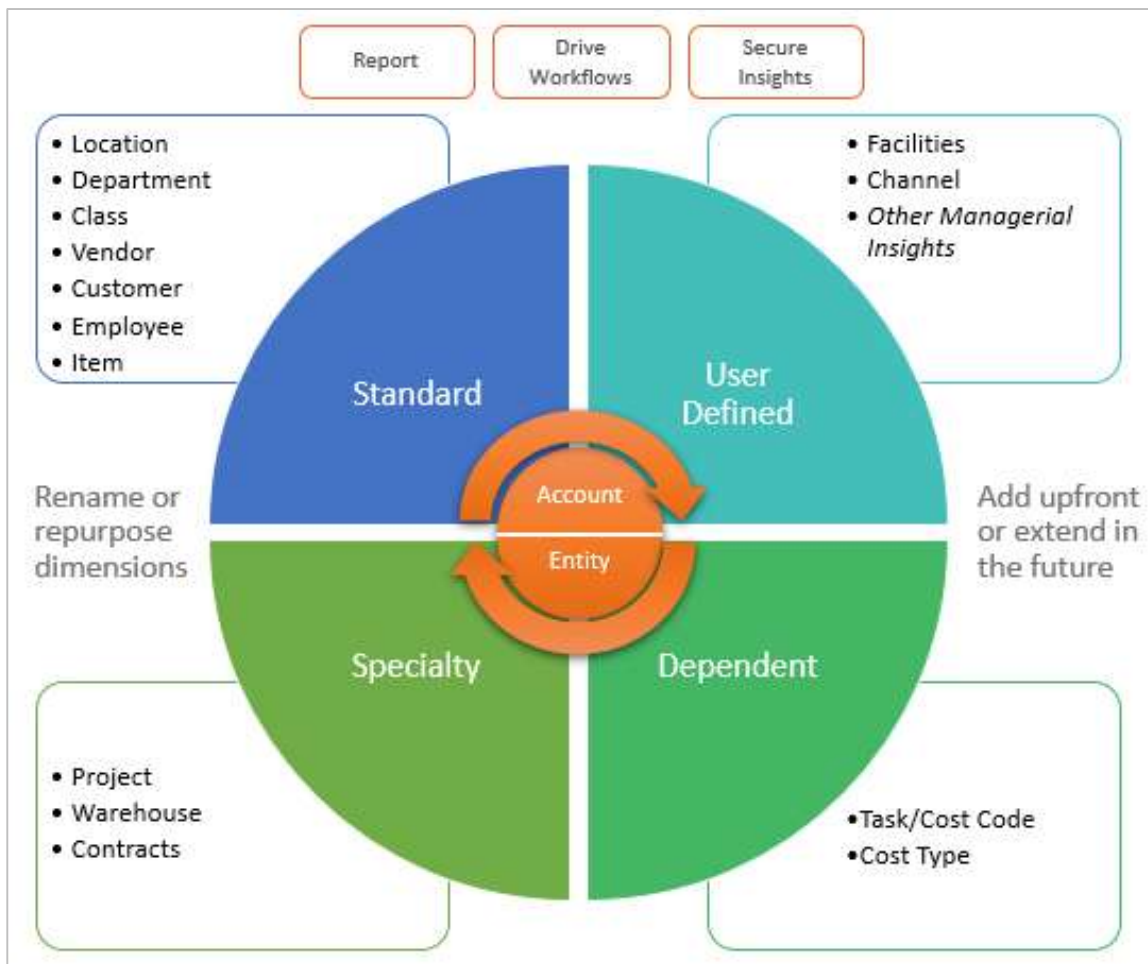 Report
Drive
Workflows
Secure
Insights
• Location
• Department
• Class
• Vendor
• Customer
• Employee
• Item
• Facilities
• Channel
• Other Managerial
Insights
Standard
User
Defined
Account
Entity
Rename or
repurpose
dimensions
Add upfront
or extend in
the future
Specialty
Dependent
• Project
• Warehouse
• Contracts
•Task/Cost Code
•Cost Type